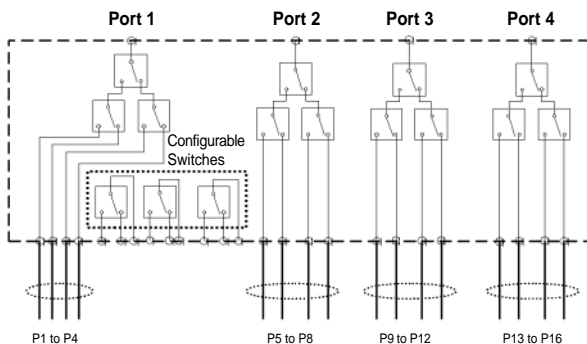 Port 1
Port 2
Port 3
Port 4
Configurable
Switches
P1 to P4
P5 to P8
P9 to P12
P13 to P16